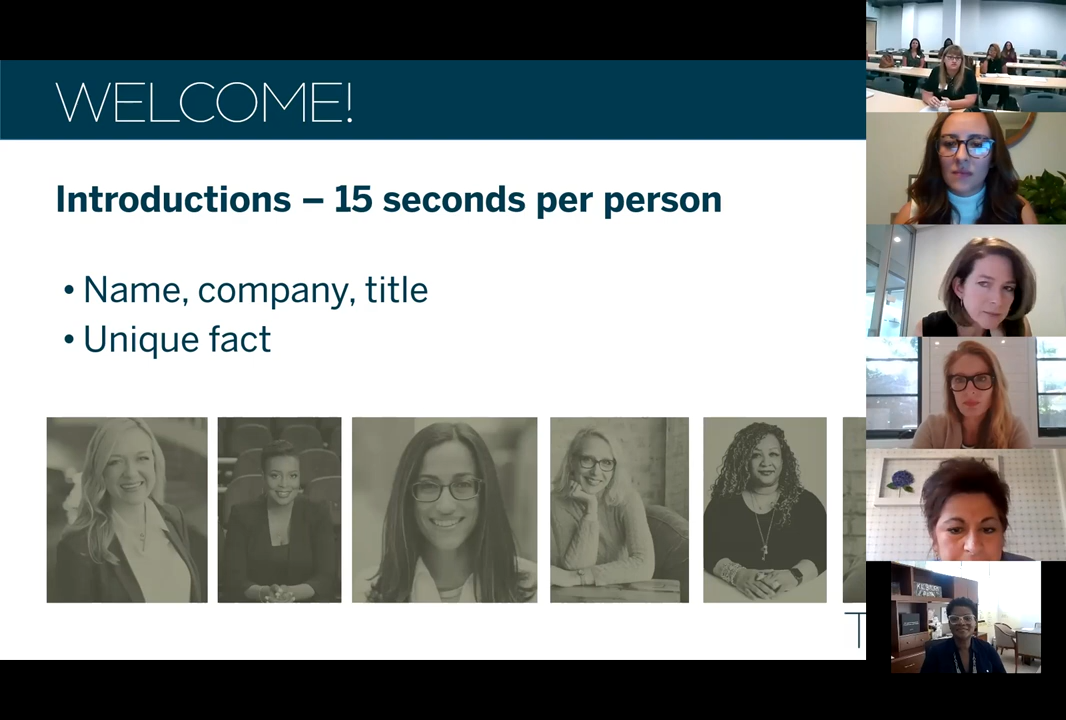 WELCOME!
Introductions – 15 seconds per person
• Name, company, title
• Unique fact
T